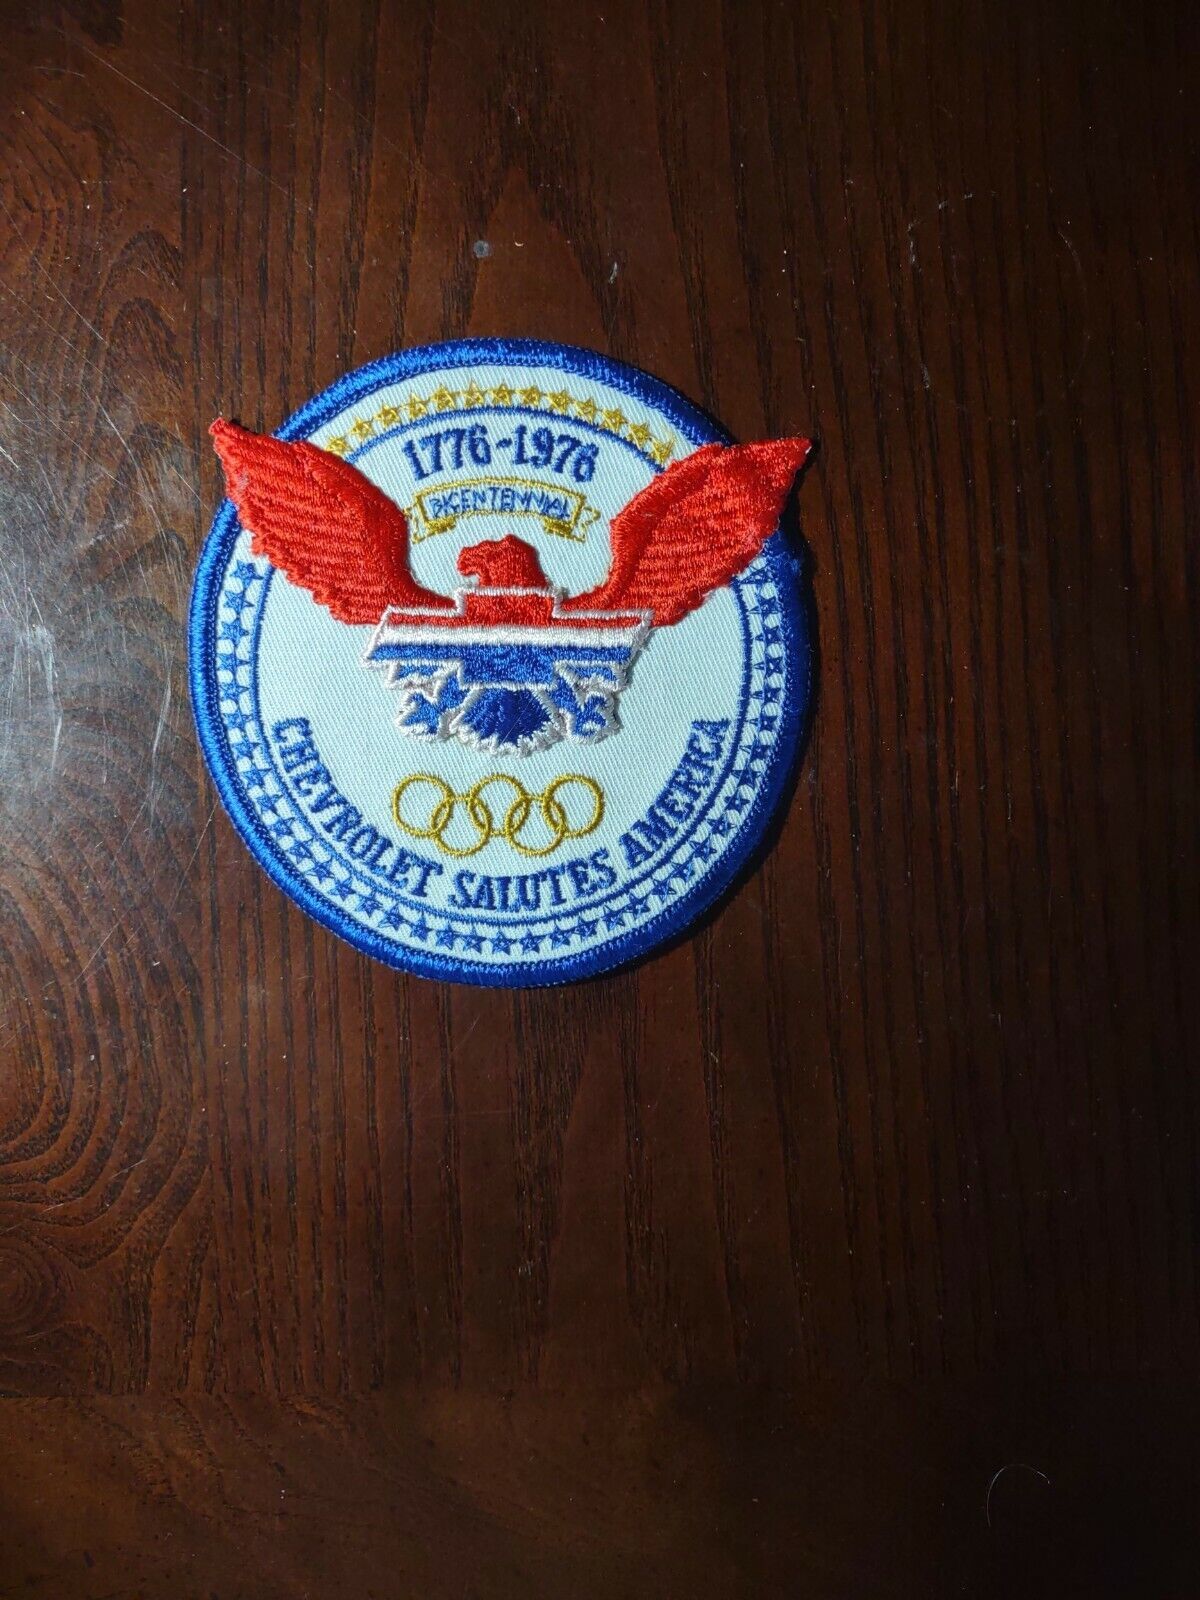 1776-1976
BICENTENNIAL
CHEVROLET SALUTES AMERICA